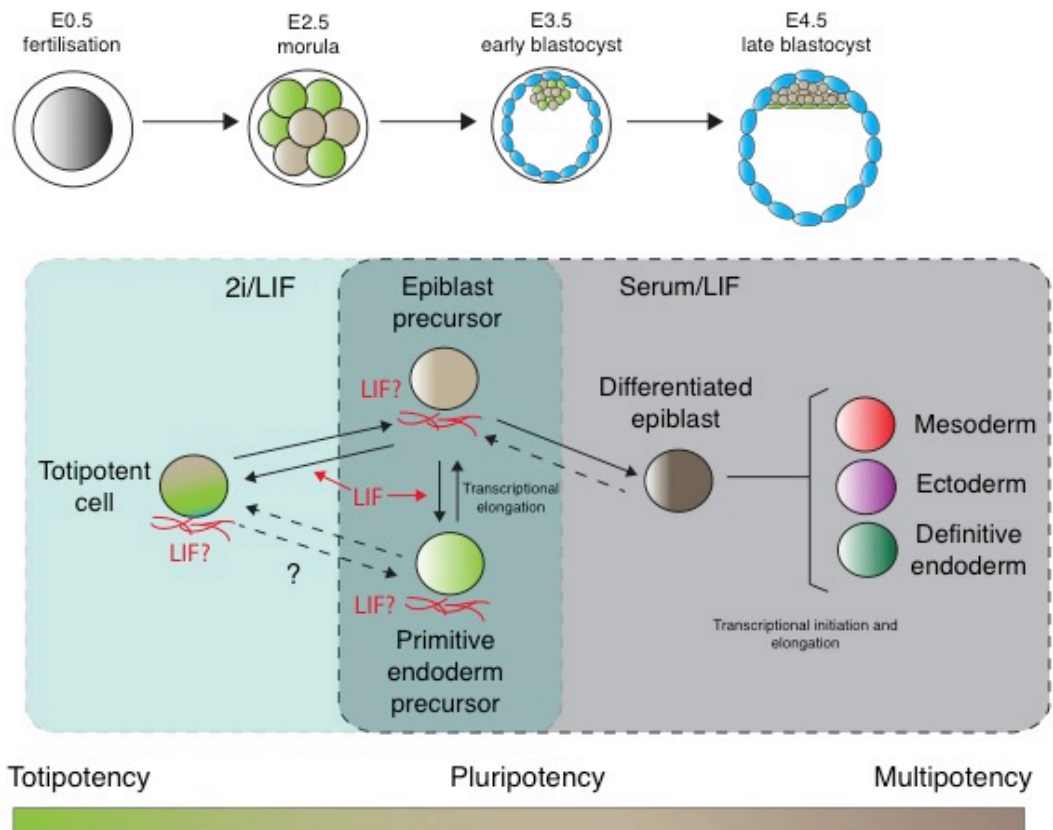 E0.5
fertilisation
E2.5
morula
E3.5
early blastocyst
E4.5
late blastocyst
2i/LIF
Epiblast
precursor
Serum/LIF
LIF?
Differentiated
epiblast
Mesoderm
Totipotent
cell
LIF
Transcriptional
elongation
Ectoderm
LIF?
?
Definitive
endoderm
LIF?
Primitive
endoderm
precursor
Transcriptional initiation and
elongation
Totipotency
Pluripotency
Multipotency